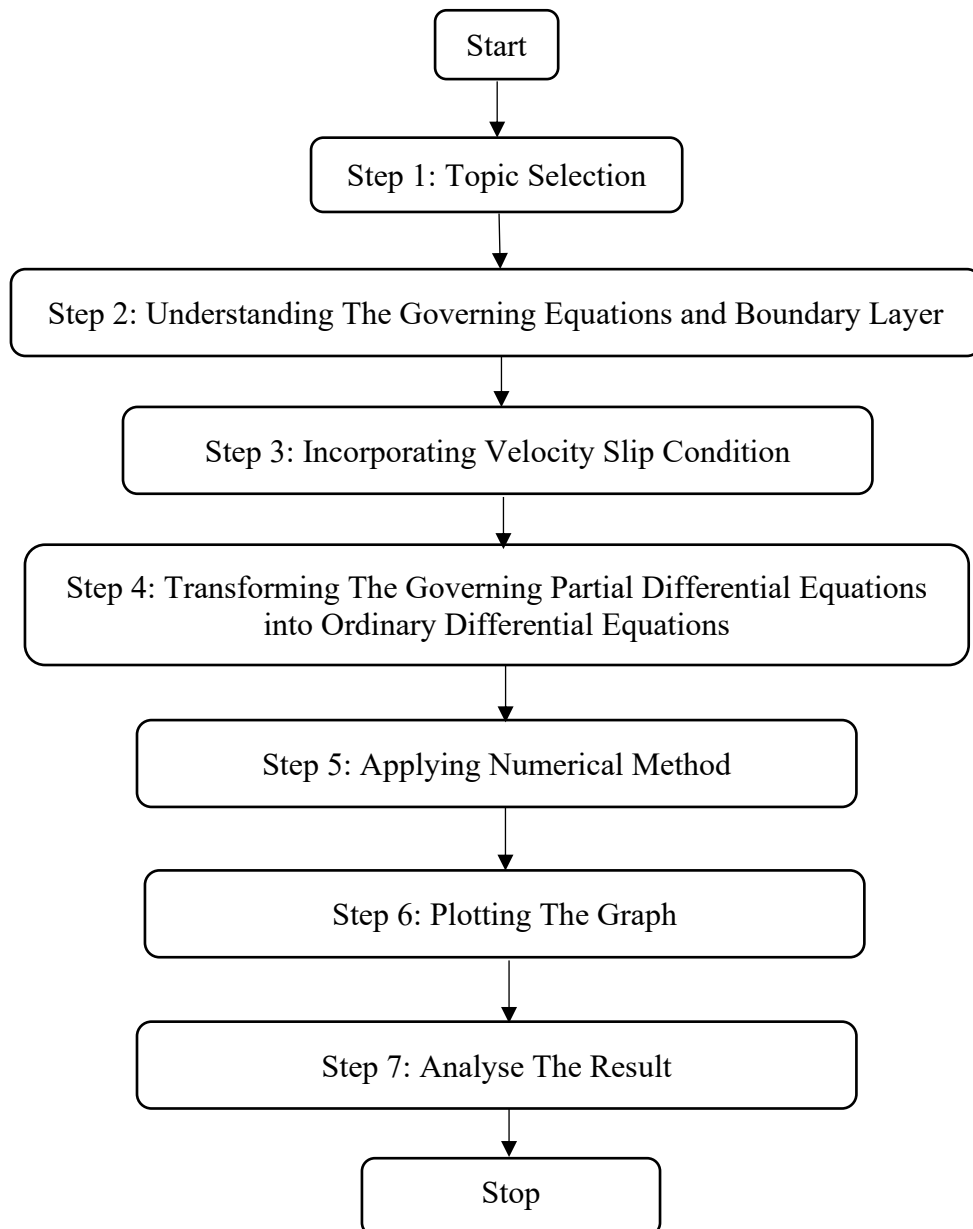 Start
Step 1: Topic Selection
Step 2: Understanding The Governing Equations and Boundary Layer
Step 3: Incorporating Velocity Slip Condition
Step 4: Transforming The Governing Partial Differential Equations
into Ordinary Differential Equations
Step 5: Applying Numerical Method
Step 6: Plotting The Graph
Step 7: Analyse The Result
Stop